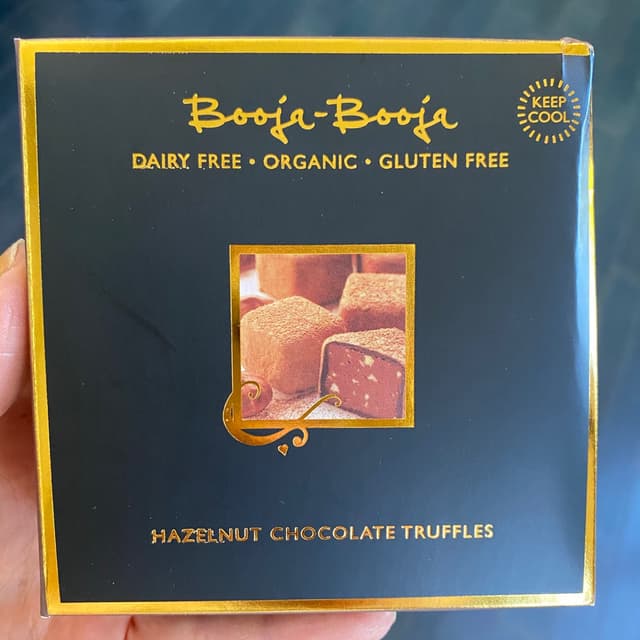 Booja-Booja
KEEP
COOL
DAIRY FREE • ORGANIC • GLUTEN FREE
HAZELNUT CHOCOLATE TRUFFLES